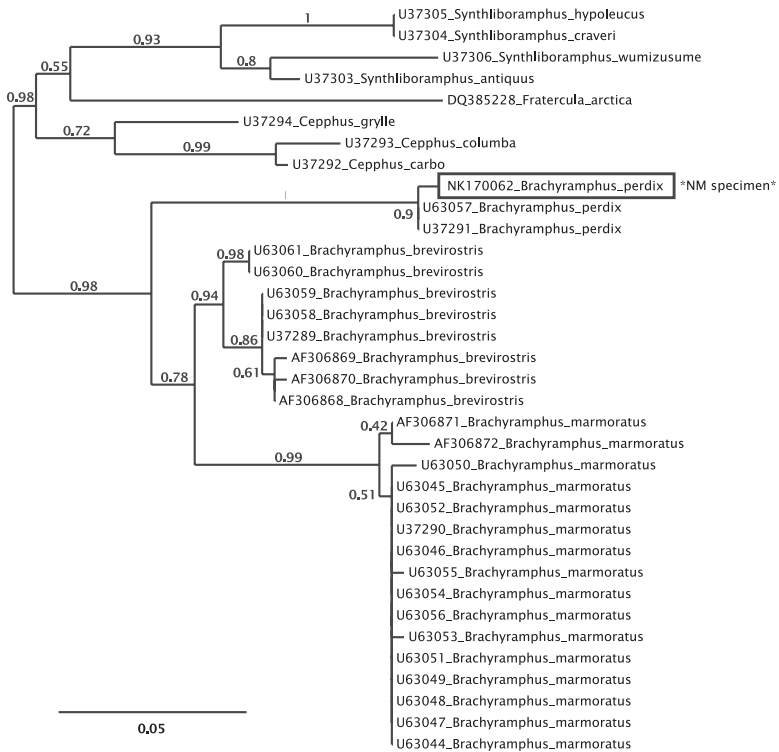 U37305_Synthliboramphus_hypoleucus
1
U37304_Synthliboramphus_craveri
0.93
U37306_Synthliboramphus_wumizusume
0.8
U37303_Synthliboramphus_antiquus
0.55
0.98
DQ385228_Fratercula_arctica
U37294_Cepphus_grylle
0.72
U37293_Cepphus_columba
0.99
U37292_Cepphus_carbo
NK170062_Brachyramphus_perdix *NM specimen*
U63057_Brachyramphus_perdix
0.9
U37291_Brachyramphus_perdix
U63061_Brachyramphus_brevirostris
0.98
U63060_Brachyramphus_brevirostris
0.98
0.94
U63059_Brachyramphus_brevirostris
U63058_Brachyramphus_brevirostris
U37289_Brachyramphus_brevirostris
0.86
AF306869_Brachyramphus_brevirostris
0.61
AF306870_Brachyramphus_brevirostris
0.78
AF306868_Brachyramphus_brevirostris
AF306871_Brachyramphus_marmoratus
0.42
AF306872_Brachyramphus_marmoratus
0.99
U63050_Brachyramphus_marmoratus
U63045_Brachyramphus_marmoratus
0.51
U63052_Brachyramphus_marmoratus
U37290_Brachyramphus_marmoratus
U63046_Brachyramphus_marmoratus
U63055_Brachyramphus_marmoratus
U63054_Brachyramphus_marmoratus
U63056_Brachyramphus_marmoratus
U63053_Brachyramphus_marmoratus
U63051_Brachyramphus_marmoratus
U63049_Brachyramphus_marmoratus
U63048_Brachyramphus_marmoratus
U63047_Brachyramphus_marmoratus
U63044_Brachyramphus_marmoratus
0.05